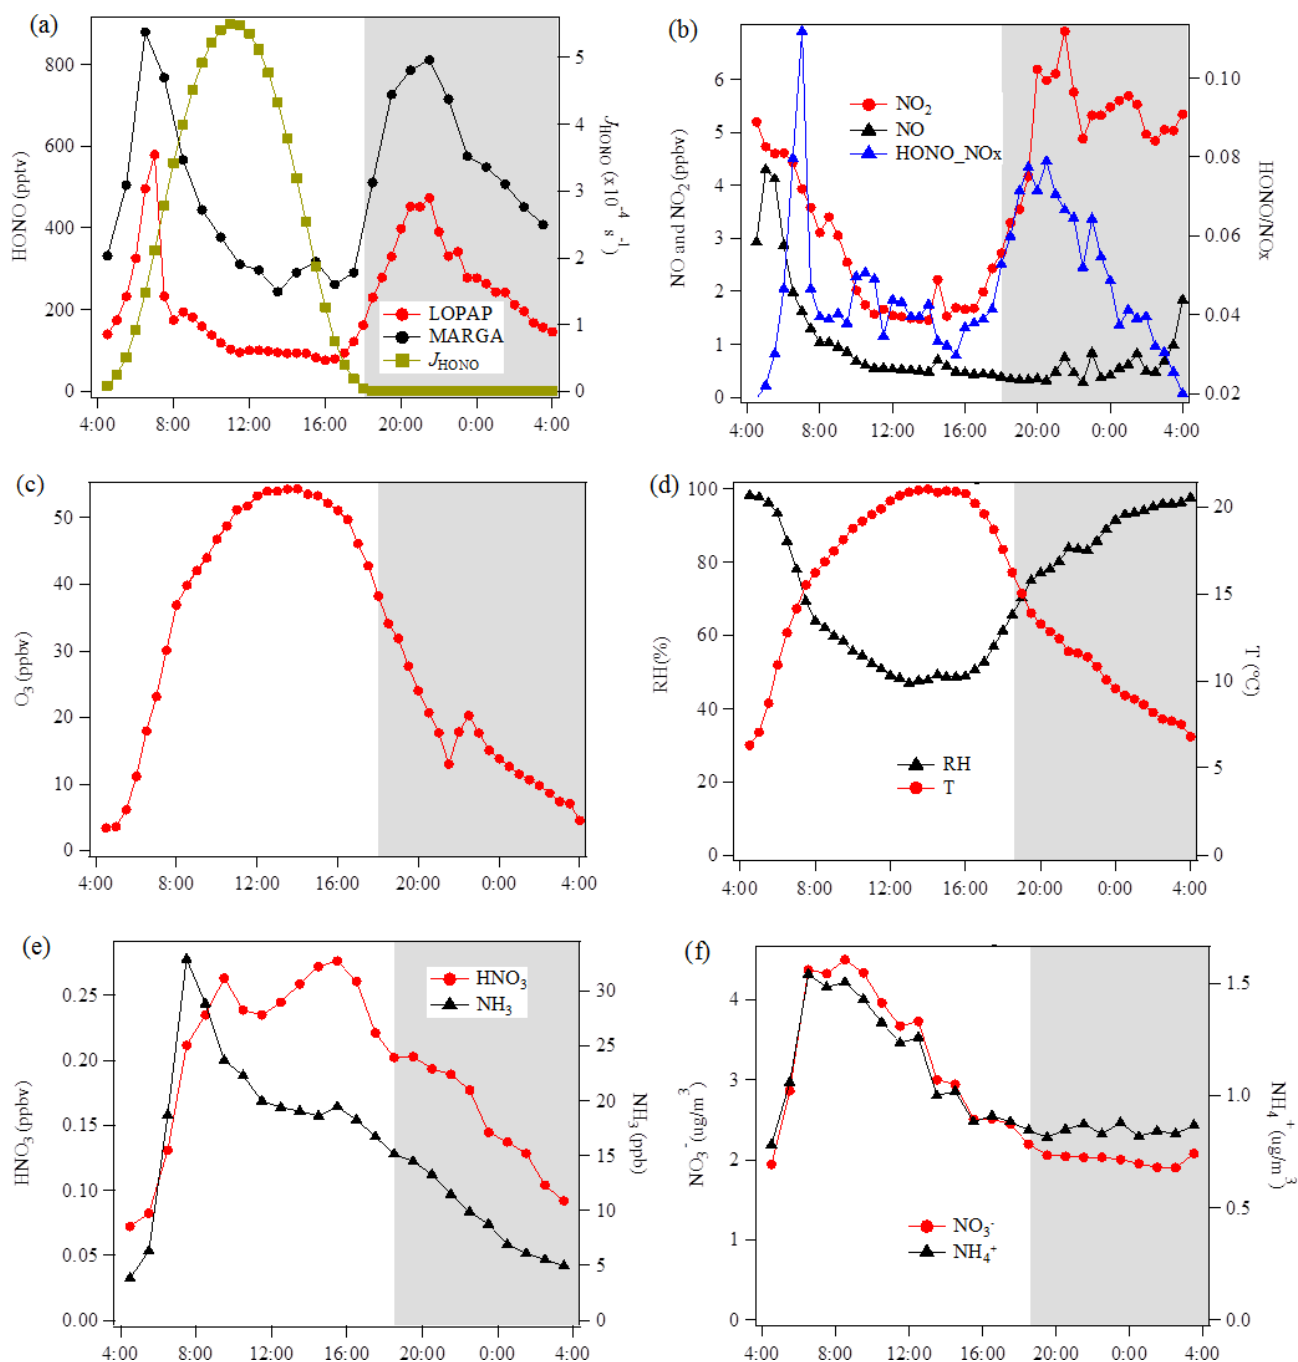 (a)
800
600
400
200
0
HONO (pptv)
5
4
3
2
1
0
J_HONO (x10^-4 s^-1)
LOPAP
MARGA
J_HONO
4:00 8:00 12:00 16:00 20:00 0:00 4:00
(b)
6
5
4
3
2
1
0
NO and NO2 (ppbv)
0.10
0.08
0.06
0.04
0.02
HONO/NOx
NO2
NO
HONO_NOx
4:00 8:00 12:00 16:00 20:00 0:00 4:00
(c)
50
40
30
20
10
0
O3 (ppbv)
4:00 8:00 12:00 16:00 20:00 0:00 4:00
(d)
100
80
60
40
20
0
RH(%)
20
15
10
5
0
T (°C)
RH
T
4:00 8:00 12:00 16:00 20:00 0:00 4:00
(e)
0.25
0.20
0.15
0.10
0.05
0.00
HNO3 (ppbv)
30
25
20
15
10
5
0
NH3 (ppb)
HNO3
NH3
4:00 8:00 12:00 16:00 20:00 0:00 4:00
(f)
4
3
2
1
0
NO3^- (ug/m^3)
1.5
1.0
0.5
0.0
NH4^+ (ug/m^3)
NO3^-
NH4^+
4:00 8:00 12:00 16:00 20:00 0:00 4:00